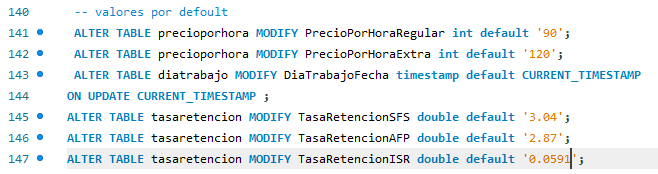 140 -- valores por defoult
141 ALTER TABLE precioporhora MODIFY PrecioPorHoraRegular int default '90';
142 ALTER TABLE precioporhora MODIFY PrecioPorHoraExtra int default '120';
143 ALTER TABLE diatrabajo MODIFY DiaTrabajoFecha timestamp default CURRENT_TIMESTAMP
144 ON UPDATE CURRENT_TIMESTAMP ;
145 ALTER TABLE tasaretencion MODIFY TasaRetencionSFS double default '3.04';
146 ALTER TABLE tasaretencion MODIFY TasaRetencionAFP double default '2.87';
147 ALTER TABLE tasaretencion MODIFY TasaRetencionISR double default '0.0591';